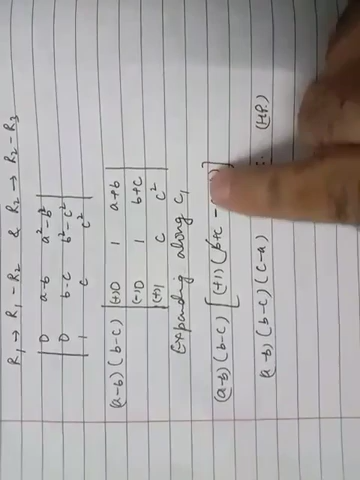 R₁ → R₁ - R₂ & R₂ → R₂ - R₃
| 0 a-b a²-b² |
| 0 b-c b²-c² |
| 1 c c² |
(a-b) (b-c) | (+)0 1 a+b |
| (-)0 1 b+c |
| (+)1 c c² |
Expanding along C₁
(a-b) (b-c) [ (+1) (b+c -
(a-b) (b-c) (c-a) (H.P.)